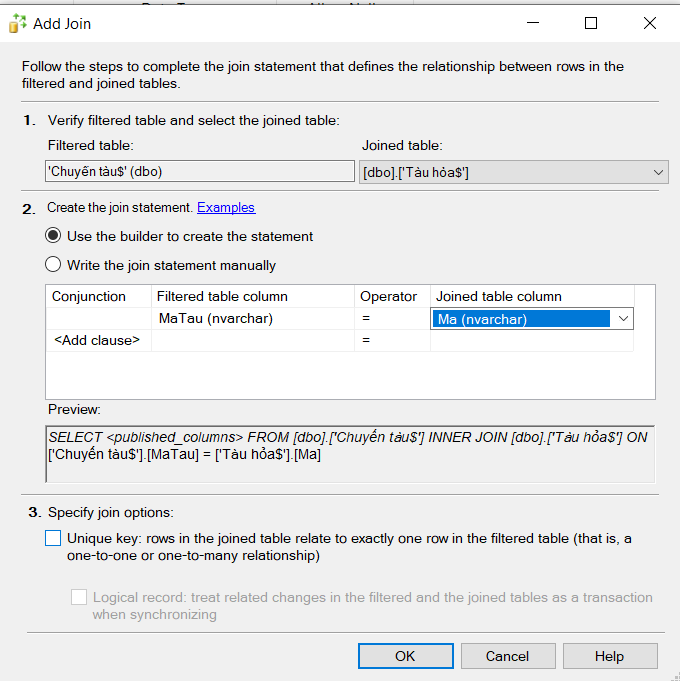 Add Join
Follow the steps to complete the join statement that defines the relationship between rows in the
filtered and joined tables.
1. Verify filtered table and select the joined table:
Filtered table: Joined table:
'Chuyến tàu$' (dbo) [dbo].['Tàu hỏa$']
2. Create the join statement. Examples
Use the builder to create the statement
Write the join statement manually
Conjunction Filtered table column Operator Joined table column
MaTau (nvarchar) = Ma (nvarchar)
<Add clause> =
Preview:
SELECT <published_columns> FROM [dbo].['Chuyến tàu$'] INNER JOIN [dbo].['Tàu hỏa$'] ON
['Chuyến tàu$'].[MaTau] = ['Tàu hỏa$'].[Ma]
3. Specify join options:
Unique key: rows in the joined table relate to exactly one row in the filtered table (that is, a
one-to-one or one-to-many relationship)
Logical record: treat related changes in the filtered and the joined tables as a transaction
when synchronizing
OK Cancel Help